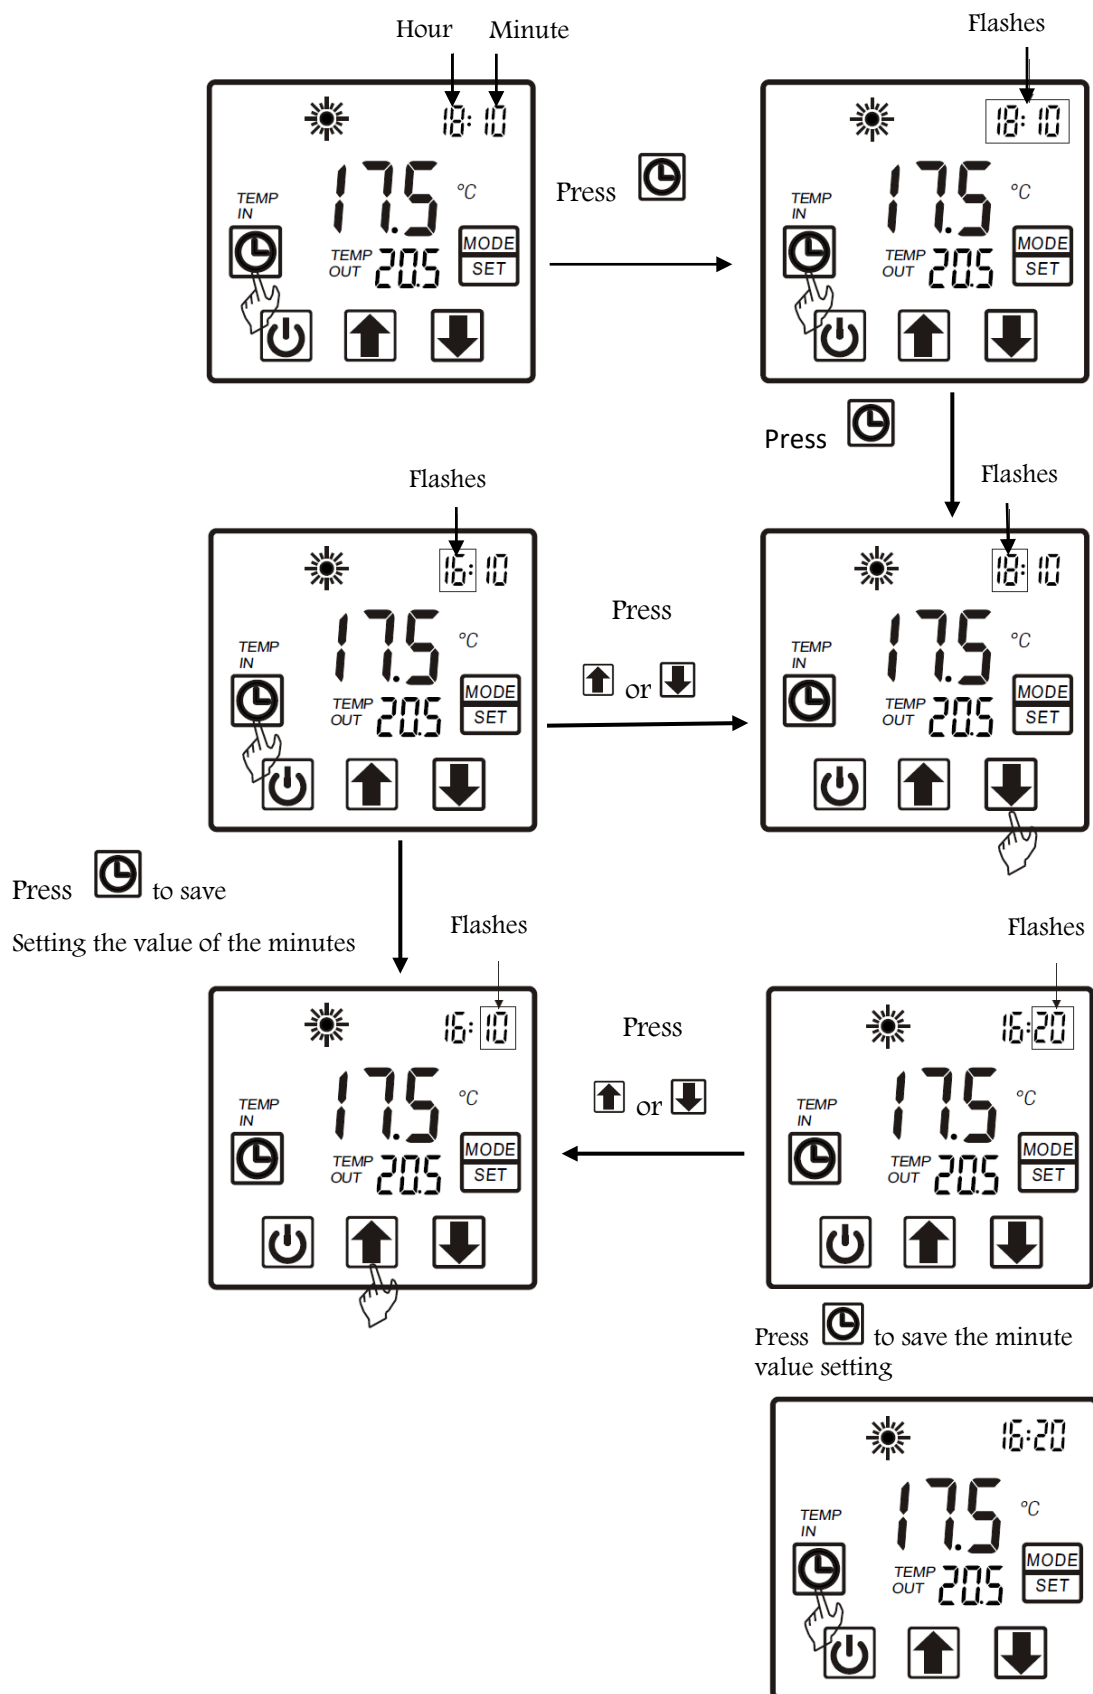 Hour Minute
Flashes
18:10
17.5 °C
TEMP
IN
TEMP
OUT 20.5
MODE
SET
Press
18:10
17.5 °C
TEMP
IN
TEMP
OUT 20.5
MODE
SET
Press
Flashes
Flashes
16:10
17.5 °C
TEMP
IN
TEMP
OUT 20.5
MODE
SET
Press
or
18:10
17.5 °C
TEMP
IN
TEMP
OUT 20.5
MODE
SET
Press to save
Setting the value of the minutes
Flashes
Flashes
16:10
17.5 °C
TEMP
IN
TEMP
OUT 20.5
MODE
SET
Press
or
16:20
17.5 °C
TEMP
IN
TEMP
OUT 20.5
MODE
SET
Press to save the minute
value setting
16:20
17.5 °C
TEMP
IN
TEMP
OUT 20.5
MODE
SET